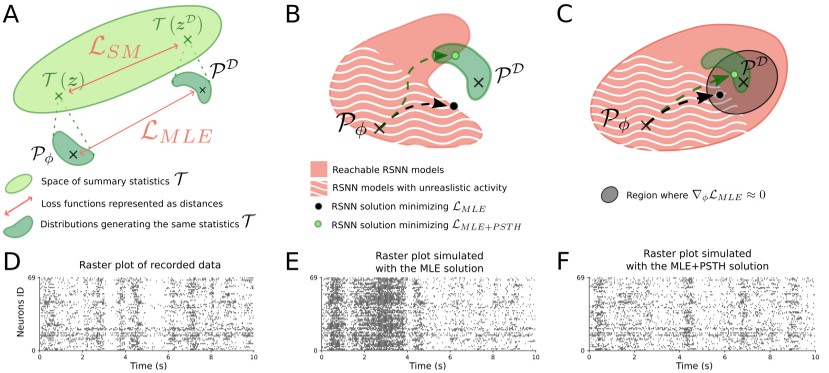 A
𝒯(z^𝒟)
ℒ_SM
𝒯(z)
𝒫^𝒟
ℒ_MLE
𝒫_ϕ
Space of summary statistics 𝒯
Loss functions represented as distances
Distributions generating the same statistics 𝒯
B
𝒫^𝒟
𝒫_ϕ
Reachable RSNN models
RSNN models with unrealistic activity
RSNN solution minimizing ℒ_MLE
RSNN solution minimizing ℒ_MLE+PSTH
C
𝒫^𝒟
𝒫_ϕ
Region where ∇_ϕ ℒ_MLE ≈ 0
D
Raster plot of recorded data
69
Neurons ID
0
0 2 4 6 8 10
Time (s)
E
Raster plot simulated
with the MLE solution
69
0
0 2 4 6 8 10
Time (s)
F
Raster plot simulated
with the MLE+PSTH solution
69
0
0 2 4 6 8 10
Time (s)